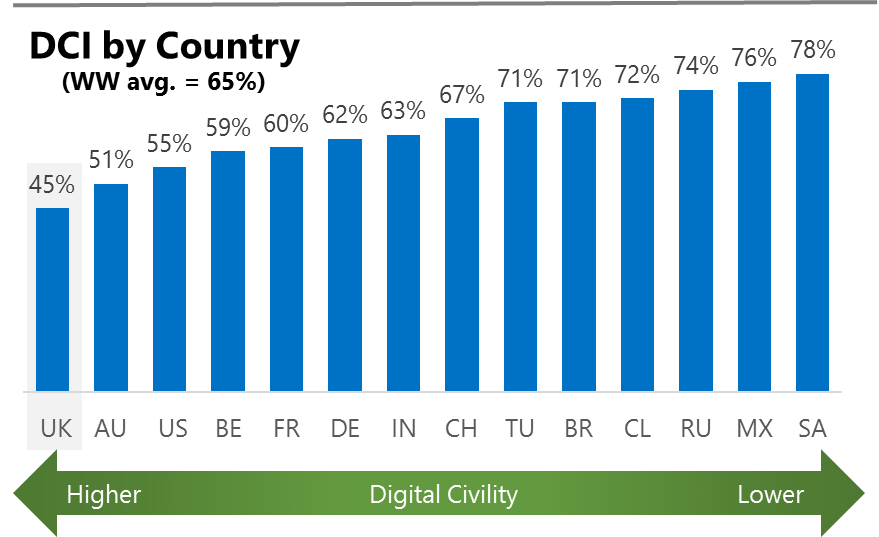 DCI by Country
(WW avg. = 65%)
45% 51% 55% 59% 60% 62% 63% 67% 71% 71% 72% 74% 76% 78%
UK AU US BE FR DE IN CH TU BR CL RU MX SA
Higher Digital Civility Lower